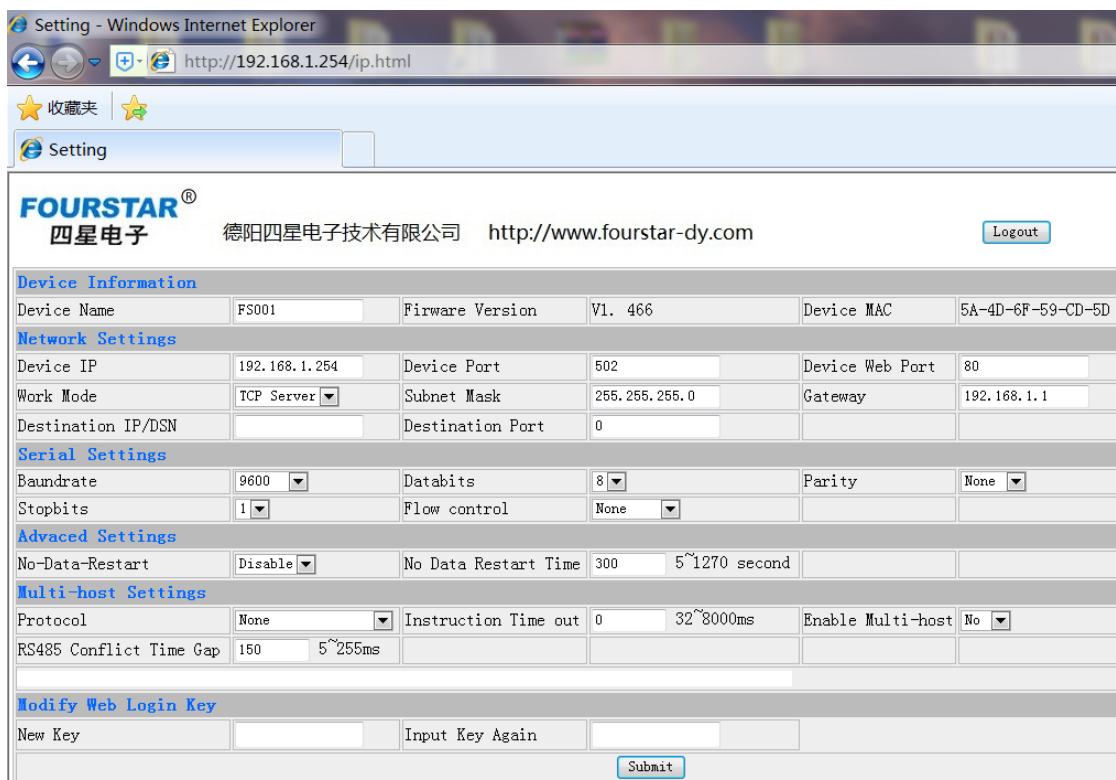 Setting - Windows Internet Explorer
http://192.168.1.254/ip.html
收藏夹
Setting
FOURSTAR®
四星电子 德阳四星电子技术有限公司 http://www.fourstar-dy.com Logout
Device Information
Device Name FS001 Firware Version V1. 466 Device MAC 5A-4D-6F-59-CD-5D
Network Settings
Device IP 192.168.1.254 Device Port 502 Device Web Port 80
Work Mode TCP Server Subnet Mask 255.255.255.0 Gateway 192.168.1.1
Destination IP/DSN Destination Port 0
Serial Settings
Baundrate 9600 Databits 8 Parity None
Stopbits 1 Flow control None
Advaced Settings
No-Data-Restart Disable No Data Restart Time 300 5~1270 second
Multi-host Settings
Protocol None Instruction Time out 0 32~8000ms Enable Multi-host No
RS485 Conflict Time Gap 150 5~255ms
Modify Web Login Key
New Key Input Key Again
Submit